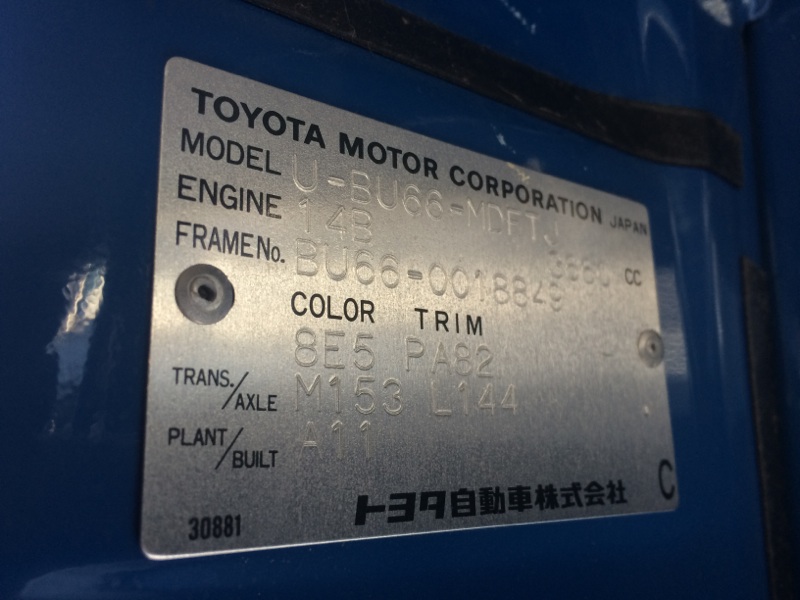 TOYOTA MOTOR CORPORATION JAPAN
MODEL U-BU66-MDFTJ
ENGINE 14B 3660 CC
FRAME No. BU66-0018849
COLOR TRIM
8E5 PA82
TRANS./AXLE M153 L144
PLANT/BUILT A11
30881 トヨタ自動車株式会社 C